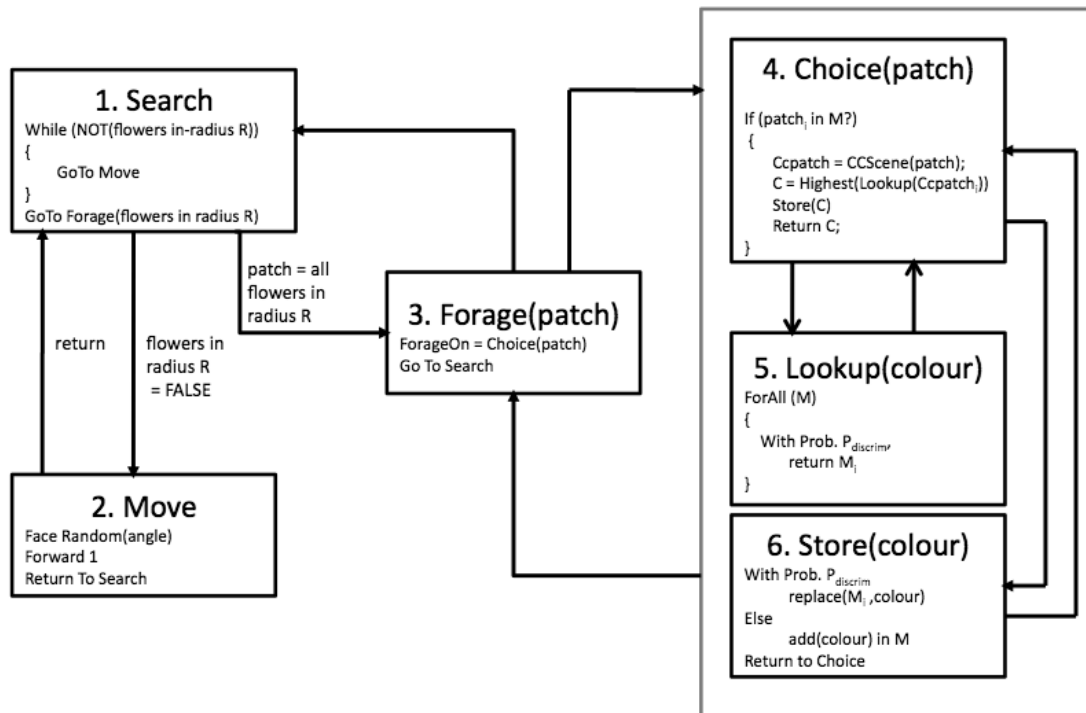 1. Search
While (NOT(flowers in-radius R))
{
GoTo Move
}
GoTo Forage(flowers in radius R)
return
flowers in
radius R
= FALSE
patch = all
flowers in
radius R
2. Move
Face Random(angle)
Forward 1
Return To Search
3. Forage(patch)
ForageOn = Choice(patch)
Go To Search
4. Choice(patch)
If (patchi in M?)
{
Ccpatch = CCScene(patch);
C = Highest(Lookup(Ccpatchi))
Store(C)
Return C;
}
5. Lookup(colour)
ForAll (M)
{
With Prob. Pdiscrim,
return Mi
}
6. Store(colour)
With Prob. Pdiscrim
replace(Mi ,colour)
Else
add(colour) in M
Return to Choice